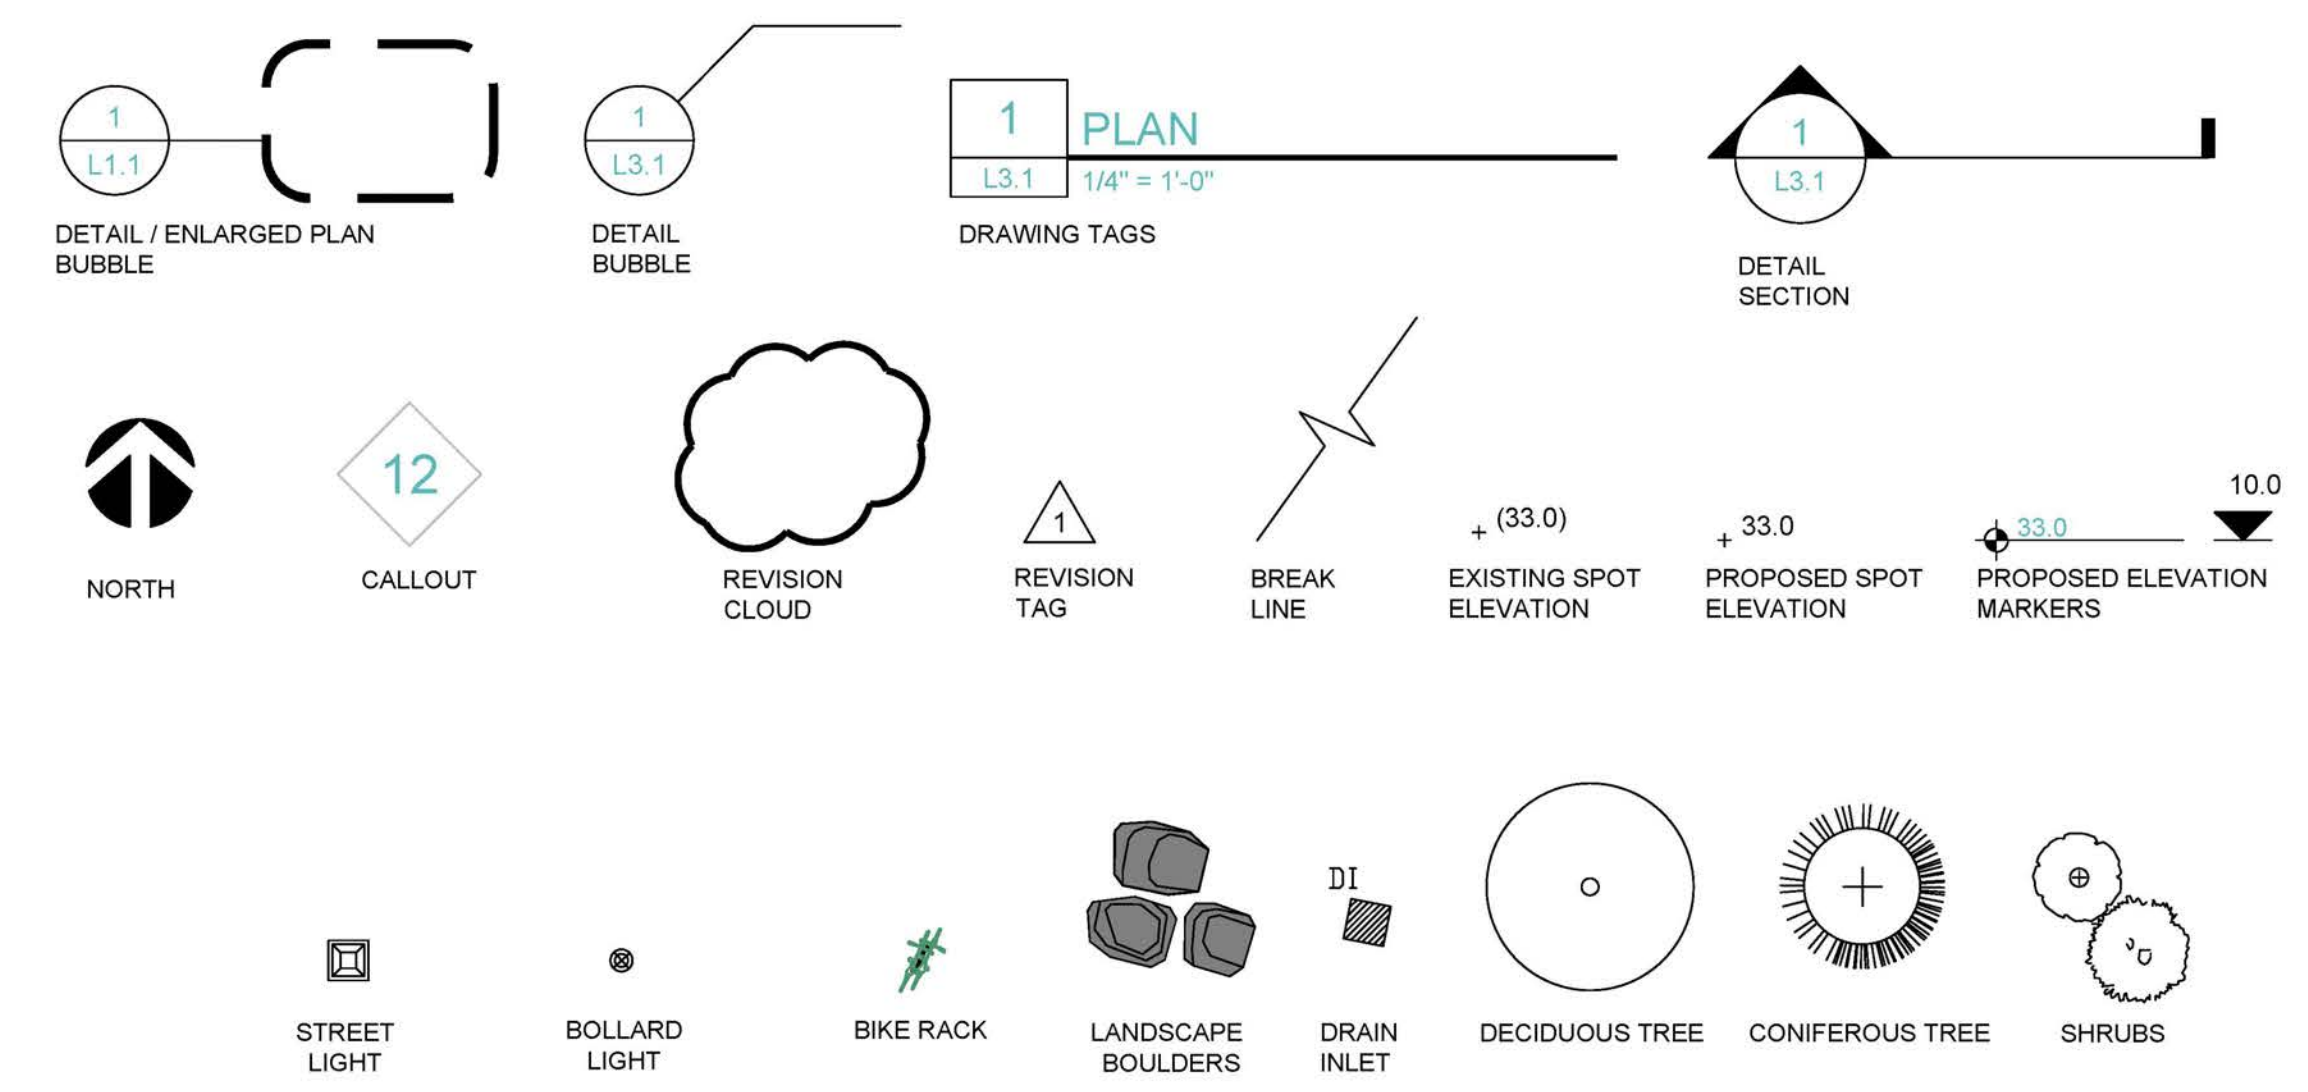 1
L1.1
DETAIL / ENLARGED PLAN
BUBBLE
1
L3.1
DETAIL
BUBBLE
1
L3.1
PLAN
1/4" = 1'-0"
DRAWING TAGS
1
L3.1
DETAIL
SECTION
NORTH
12
CALLOUT
REVISION
CLOUD
1
REVISION
TAG
BREAK
LINE
(33.0)
EXISTING SPOT
ELEVATION
33.0
PROPOSED SPOT
ELEVATION
33.0
10.0
PROPOSED ELEVATION
MARKERS
STREET
LIGHT
BOLLARD
LIGHT
BIKE RACK
LANDSCAPE
BOULDERS
DI
DRAIN
INLET
DECIDUOUS TREE
CONIFEROUS TREE
SHRUBS